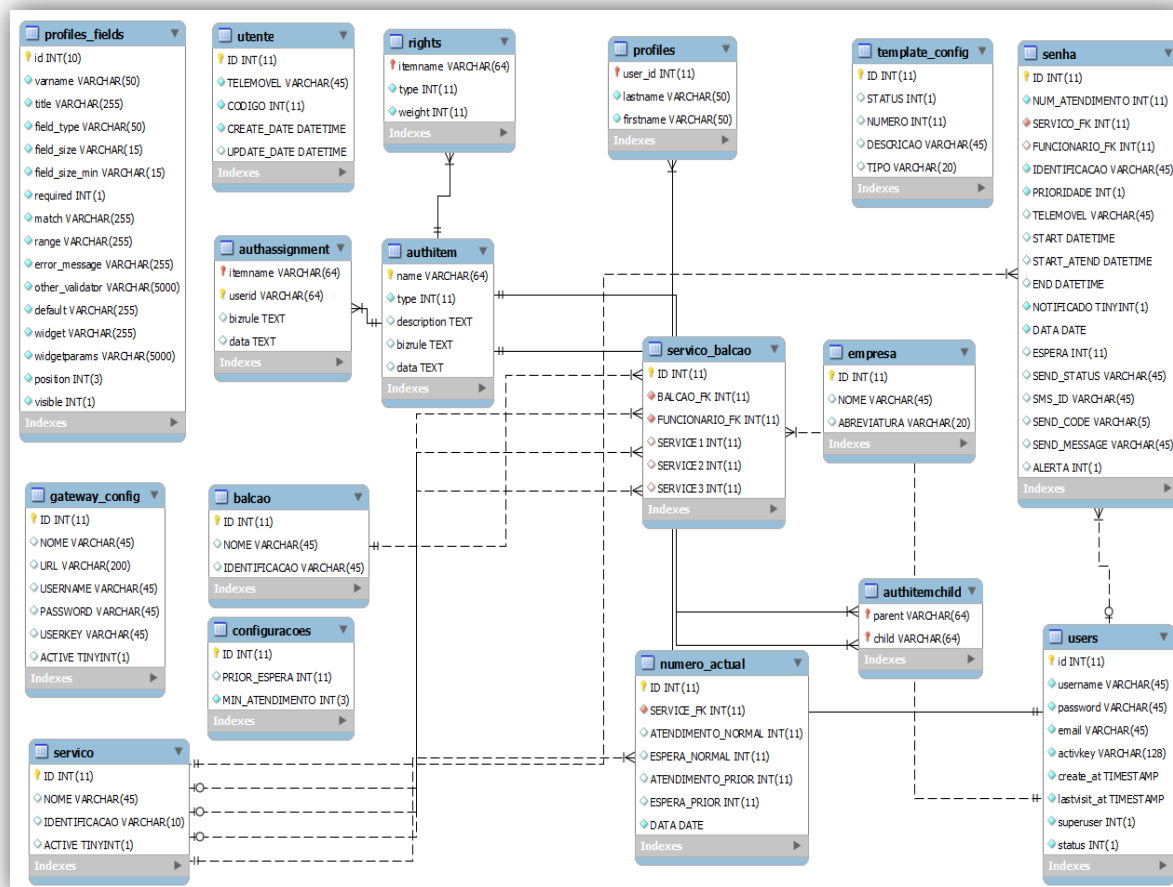 profiles_fields
id INT(10)
varname VARCHAR(50)
title VARCHAR(255)
field_type VARCHAR(50)
field_size VARCHAR(15)
field_size_min VARCHAR(15)
required INT(1)
match VARCHAR(255)
range VARCHAR(255)
error_message VARCHAR(255)
other_validator VARCHAR(5000)
default VARCHAR(255)
widget VARCHAR(255)
widgetparams VARCHAR(5000)
position INT(3)
visible INT(1)
Indexes
utente
ID INT(11)
TELEMOVEL VARCHAR(45)
CODIGO INT(11)
CREATE_DATE DATETIME
UPDATE_DATE DATETIME
Indexes
rights
itemname VARCHAR(64)
type INT(11)
weight INT(11)
Indexes
profiles
user_id INT(11)
lastname VARCHAR(50)
firstname VARCHAR(50)
Indexes
template_config
ID INT(11)
STATUS INT(1)
NUMERO INT(11)
DESCRICAO VARCHAR(45)
TIPO VARCHAR(20)
Indexes
senha
ID INT(11)
NUM_ATENDIMENTO INT(11)
SERVICO_FK INT(11)
FUNCIONARIO_FK INT(11)
IDENTIFICACAO VARCHAR(45)
PRIORIDADE INT(1)
TELEMOVEL VARCHAR(45)
START DATETIME
START_ATEND DATETIME
END DATETIME
NOTIFICADO TINYINT(1)
DATA DATE
ESPERA INT(11)
SEND_STATUS VARCHAR(45)
SMS_ID VARCHAR(45)
SEND_CODE VARCHAR(5)
SEND_MESSAGE VARCHAR(45)
ALERTA INT(1)
Indexes
authassignment
itemname VARCHAR(64)
userid VARCHAR(64)
bizrule TEXT
data TEXT
Indexes
authitem
name VARCHAR(64)
type INT(11)
description TEXT
bizrule TEXT
data TEXT
Indexes
servico_balcao
ID INT(11)
BALCAO_FK INT(11)
FUNCIONARIO_FK INT(11)
SERVICE1 INT(11)
SERVICE2 INT(11)
SERVICE3 INT(11)
Indexes
empresa
ID INT(11)
NOME VARCHAR(45)
ABREVIATURA VARCHAR(20)
Indexes
gateway_config
ID INT(11)
NOME VARCHAR(45)
URL VARCHAR(200)
USERNAME VARCHAR(45)
PASSWORD VARCHAR(45)
USERKEY VARCHAR(45)
ACTIVE TINYINT(1)
Indexes
balcao
ID INT(11)
NOME VARCHAR(45)
IDENTIFICACAO VARCHAR(45)
Indexes
configuracoes
ID INT(11)
PRIOR_ESPERA INT(11)
MIN_ATENDIMENTO INT(3)
Indexes
authitemchild
parent VARCHAR(64)
child VARCHAR(64)
Indexes
numero_actual
ID INT(11)
SERVICE_FK INT(11)
ATENDIMENTO_NORMAL INT(11)
ESPERA_NORMAL INT(11)
ATENDIMENTO_PRIOR INT(11)
ESPERA_PRIOR INT(11)
DATA DATE
Indexes
users
id INT(11)
username VARCHAR(45)
password VARCHAR(45)
email VARCHAR(45)
activkey VARCHAR(128)
create_at TIMESTAMP
lastvisit_at TIMESTAMP
superuser INT(1)
status INT(1)
Indexes
servico
ID INT(11)
NOME VARCHAR(45)
IDENTIFICACAO VARCHAR(10)
ACTIVE TINYINT(1)
Indexes